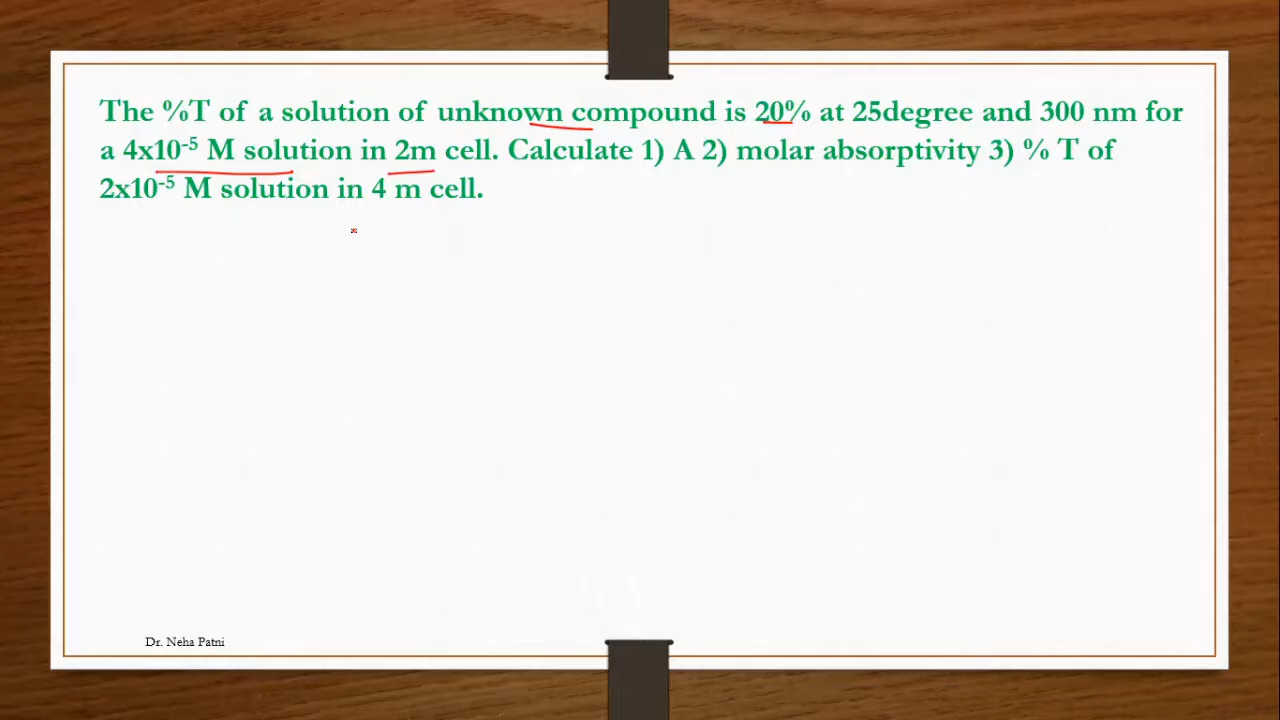 The %T of a solution of unknown compound is 20% at 25degree and 300 nm for
a 4x10⁻⁵ M solution in 2m cell. Calculate 1) A 2) molar absorptivity 3) % T of
2x10⁻⁵ M solution in 4 m cell.
Dr. Neha Patni